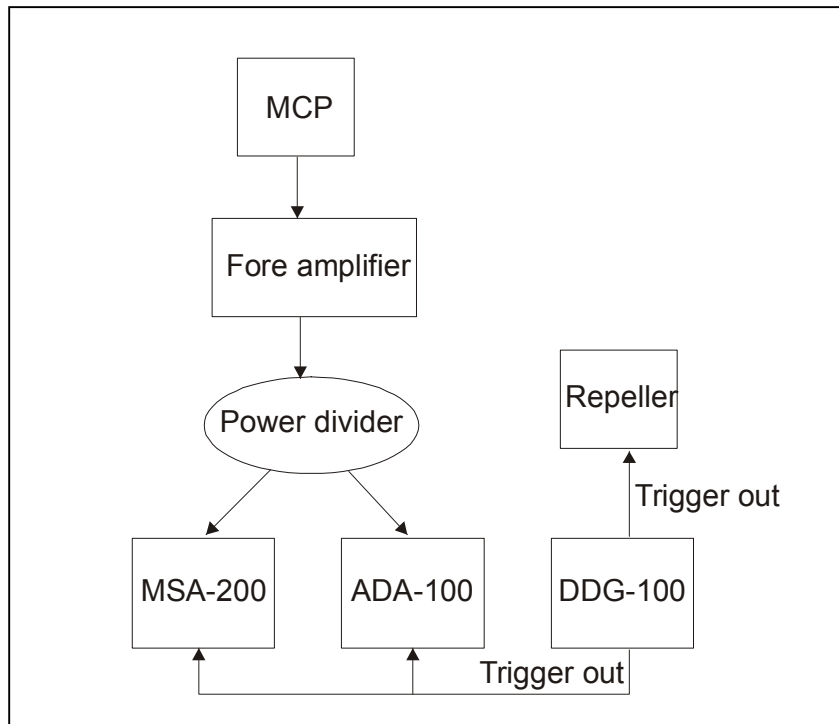 MCP
Fore amplifier
Power divider
Repeller
Trigger out
MSA-200
ADA-100
DDG-100
Trigger out